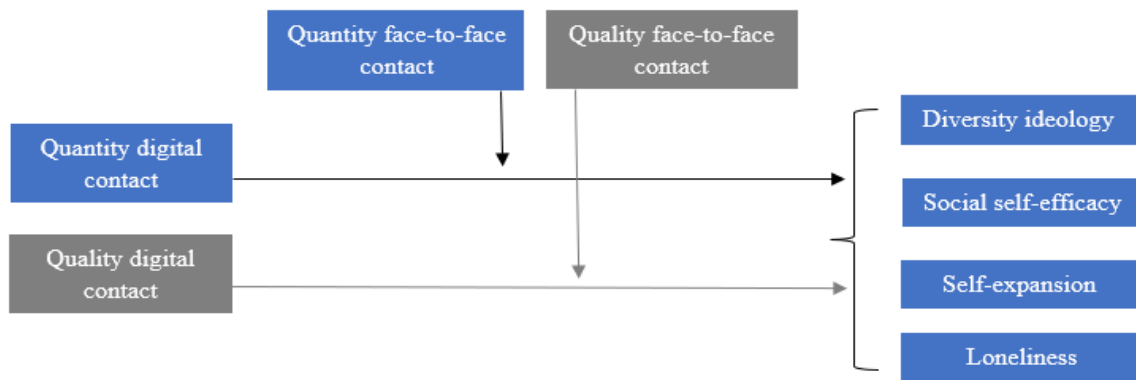 Quantity face-to-face
contact
Quality face-to-face
contact
Quantity digital
contact
Quality digital
contact
Diversity ideology
Social self-efficacy
Self-expansion
Loneliness